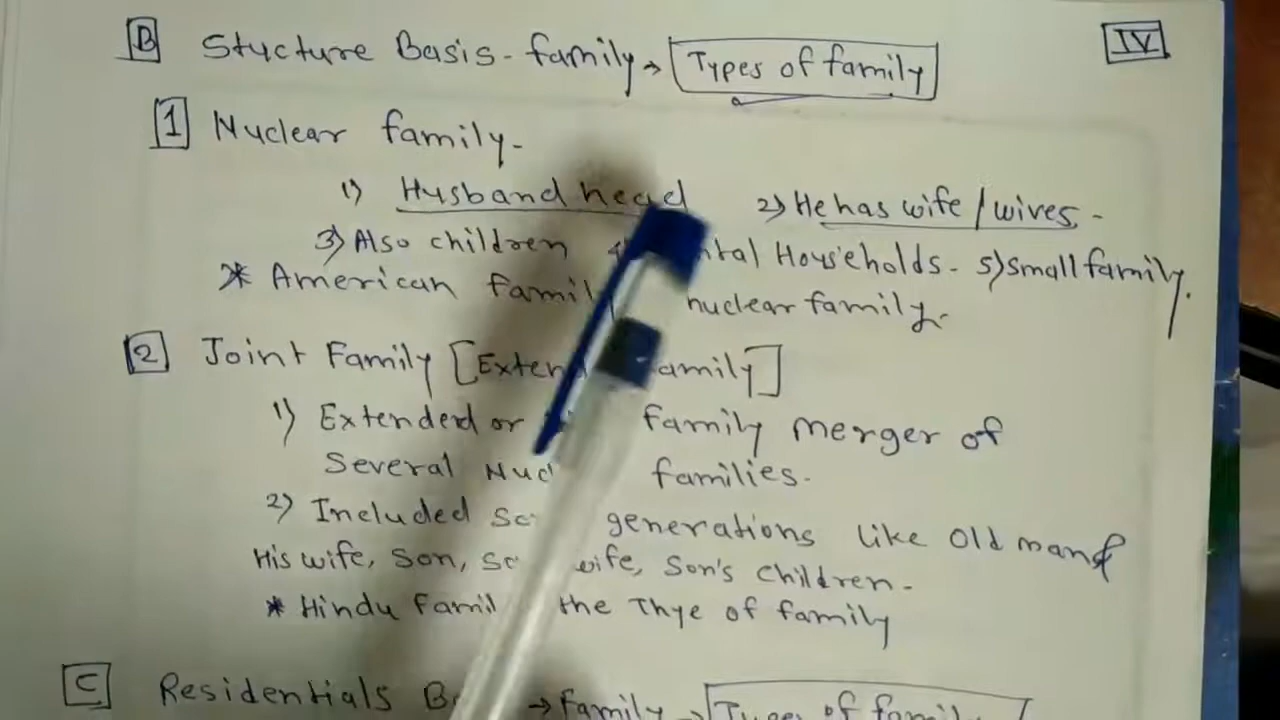 B Stycture Basis - family → Types of family
IV
1 Nuclear family -
1) Husband head 2) He has wife / wives -
3) Also children Households - 5) Small family.
* American nuclear family.
2 Joint Family [
1) Extended or family merger of
Several families.
2) Included generations like Old man &
His wife, Son, wife, Son's Children -
* Hindu the Thye of family
C Residentials → Family → Types of family